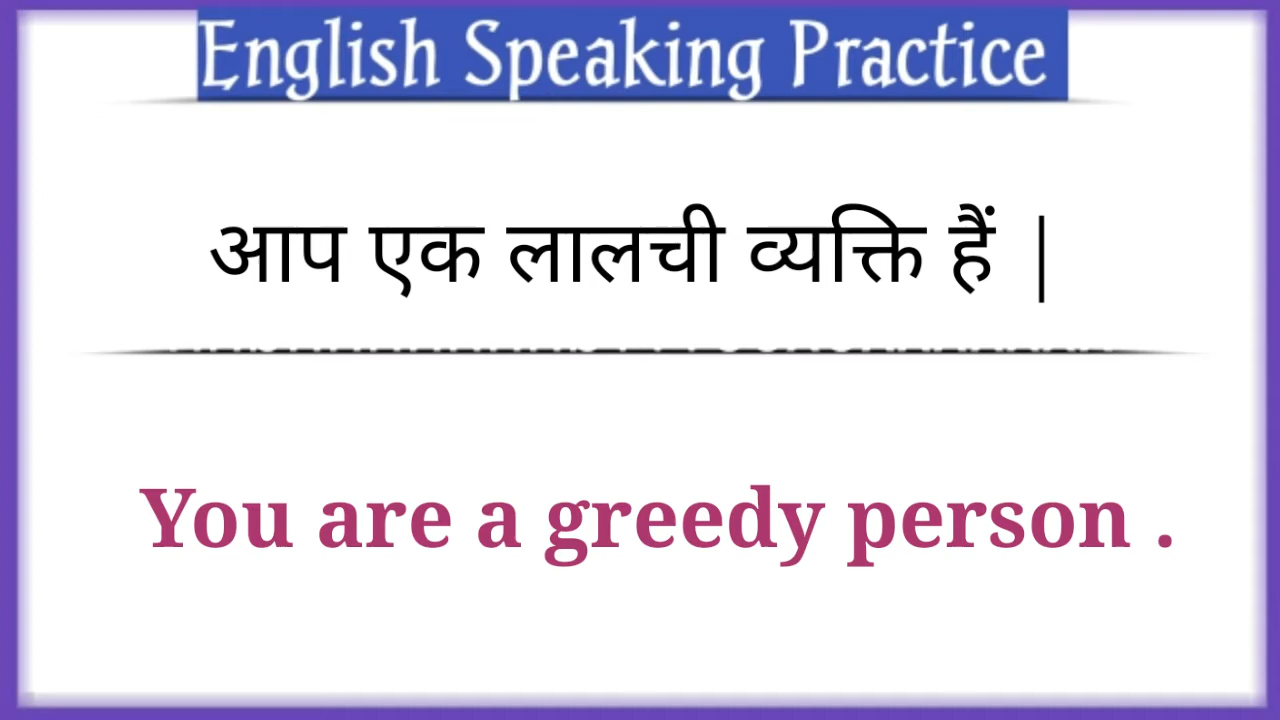 English Speaking Practice
आप एक लालची व्यक्ति हैं |
You are a greedy person .